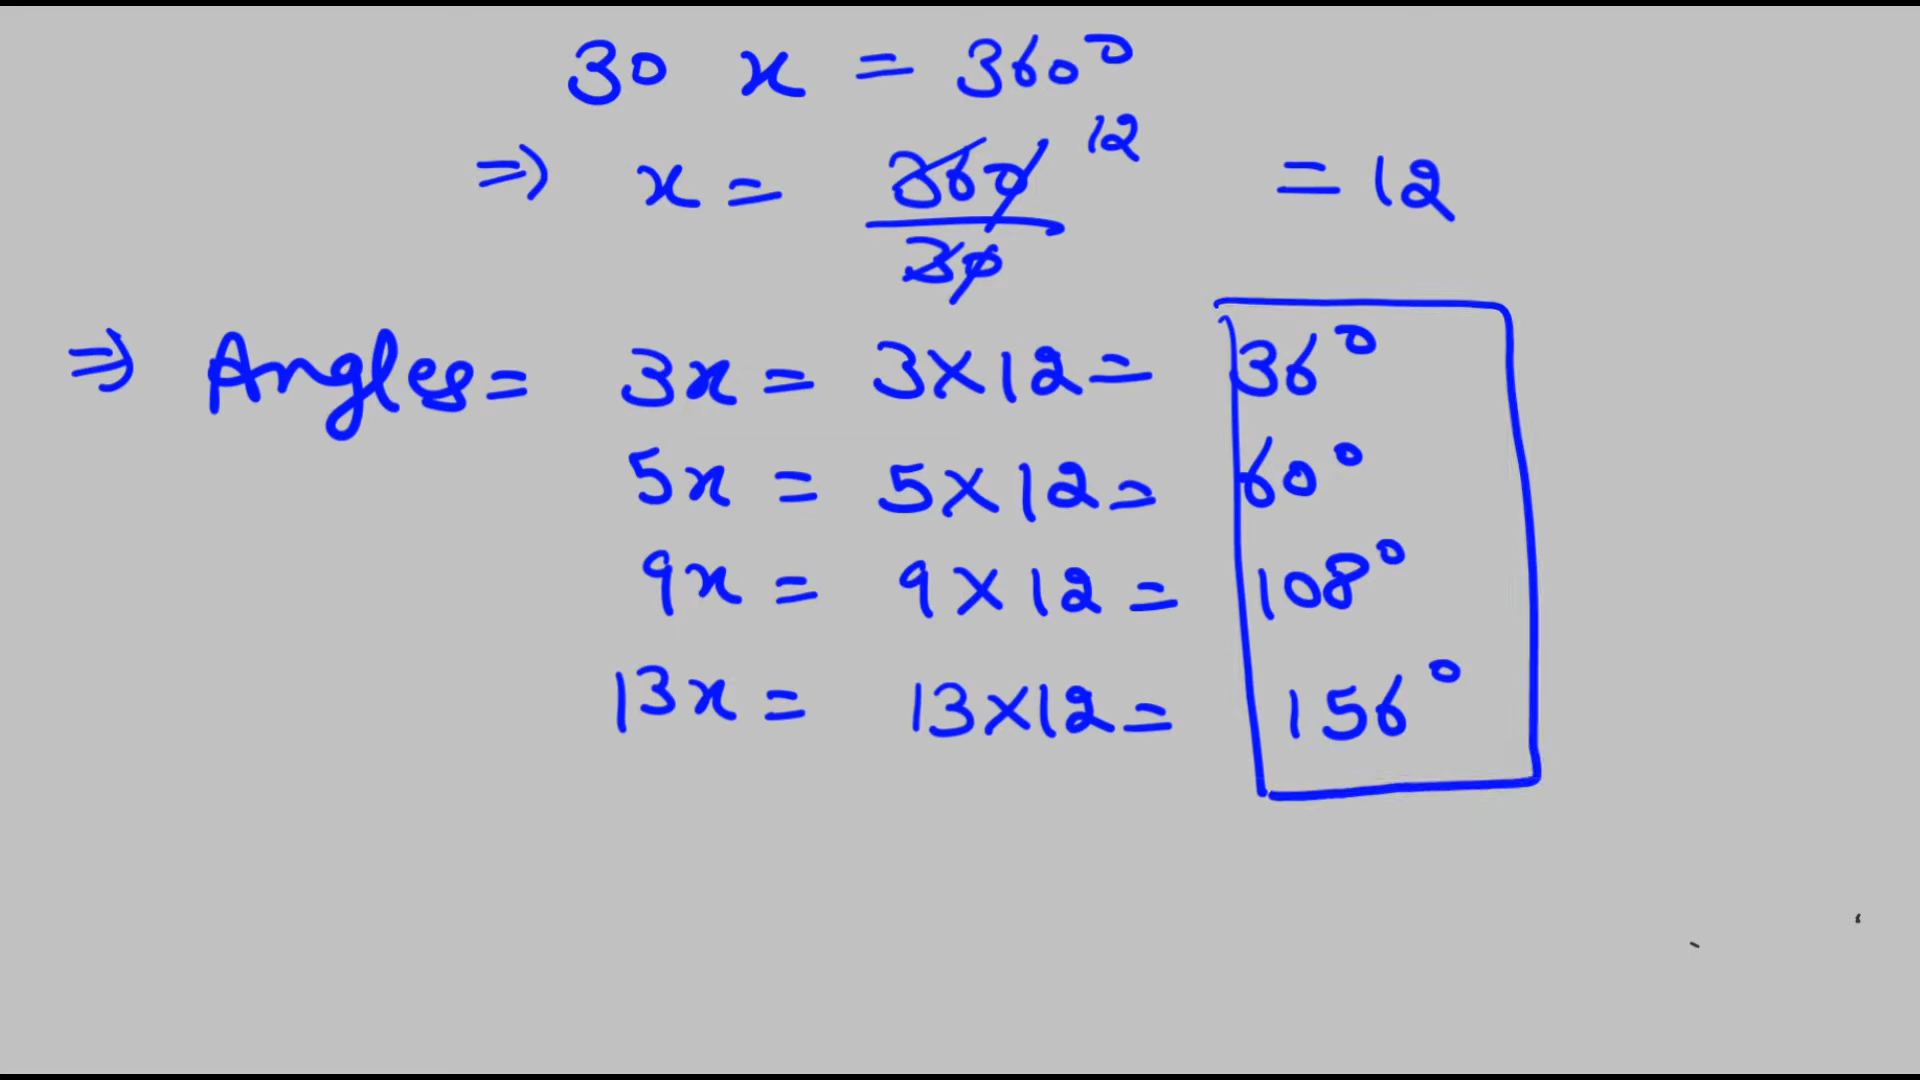 30 x = 360°
⇒ x = 360/30 12 = 12
⇒ Angles = 3x = 3×12 = 36°
5x = 5×12 = 60°
9x = 9×12 = 108°
13x = 13×12 = 156°